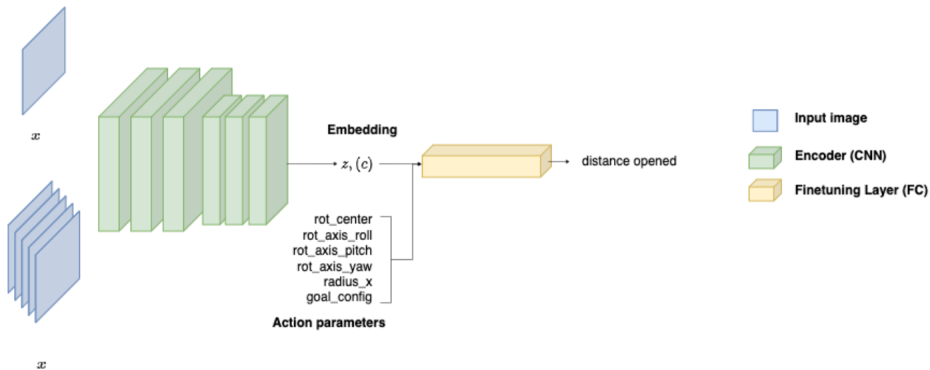 x
Embedding
z, (c)
distance opened
rot_center
rot_axis_roll
rot_axis_pitch
rot_axis_yaw
radius_x
goal_config
Action parameters
x
Input image
Encoder (CNN)
Finetuning Layer (FC)